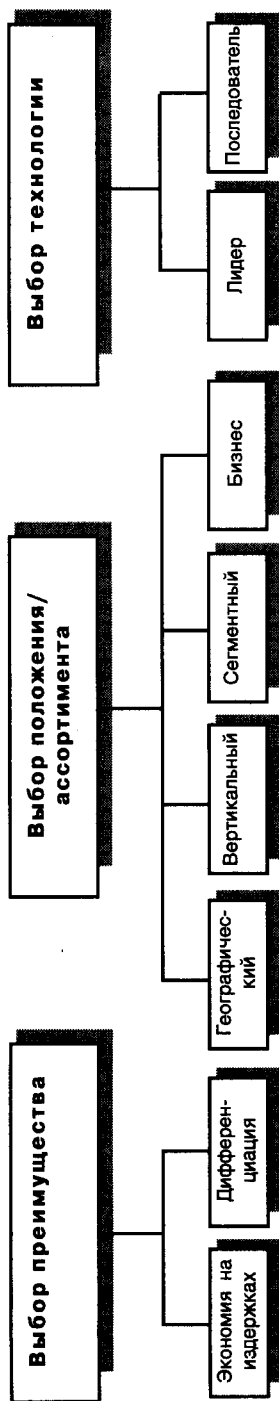 Выбор преимущества
Экономия на
издержках
Дифферен-
циация
Выбор положения/
ассортимента
Географичес-
кий
Вертикальный
Сегментный
Бизнес
Выбор технологии
Лидер
Последователь